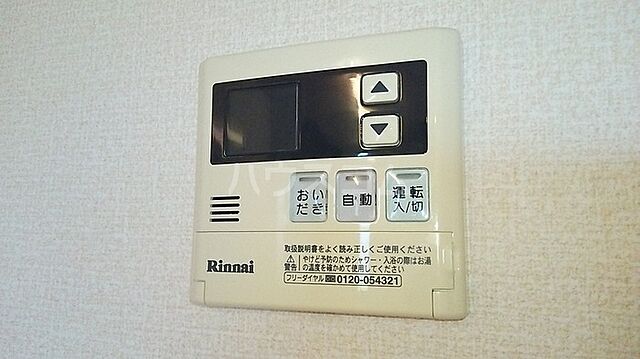 ▲
▼
おい
だき
自動
運転
入/切
取扱説明書をよく読み正しくご使用ください
⚠警告
やけど予防のためシャワー・入浴の際はお湯
の温度を確かめて使用してください
フリーダイヤル 0120-054321
Rinnai